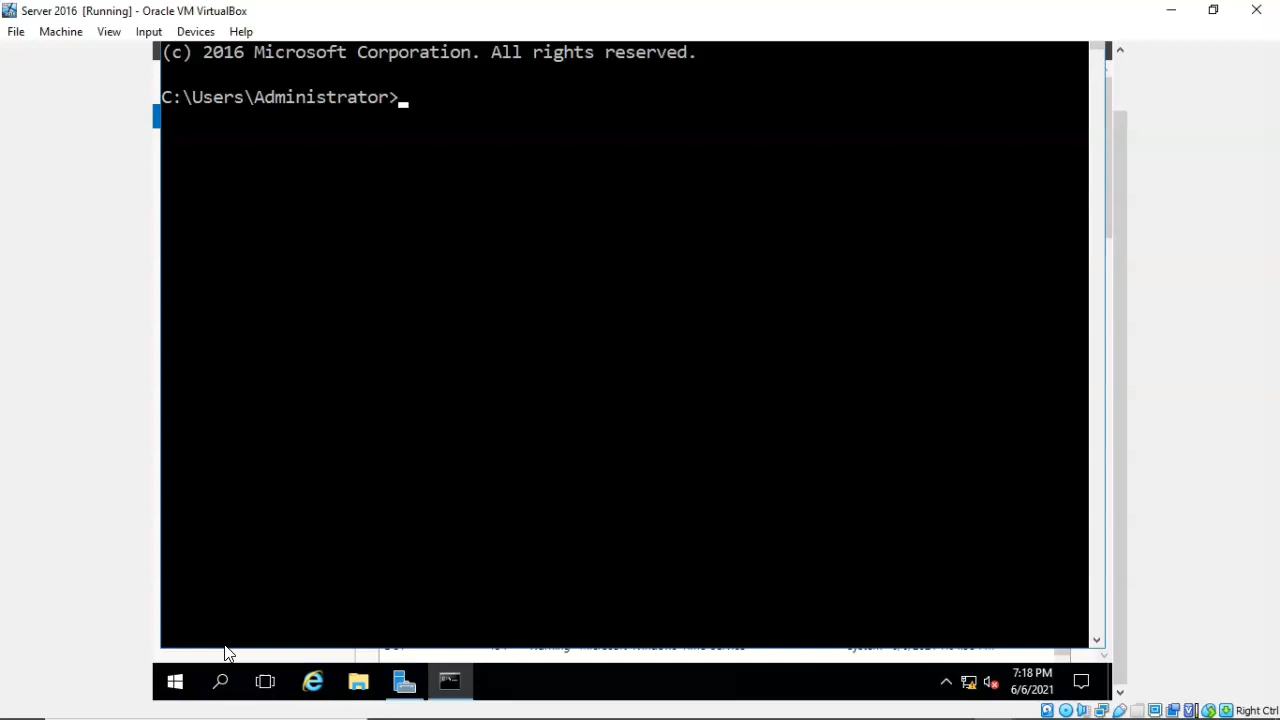 Server 2016 [Running] - Oracle VM VirtualBox
File Machine View Input Devices Help
(c) 2016 Microsoft Corporation. All rights reserved.
C:\Users\Administrator>
7:18 PM
6/6/2021
Right Ctrl